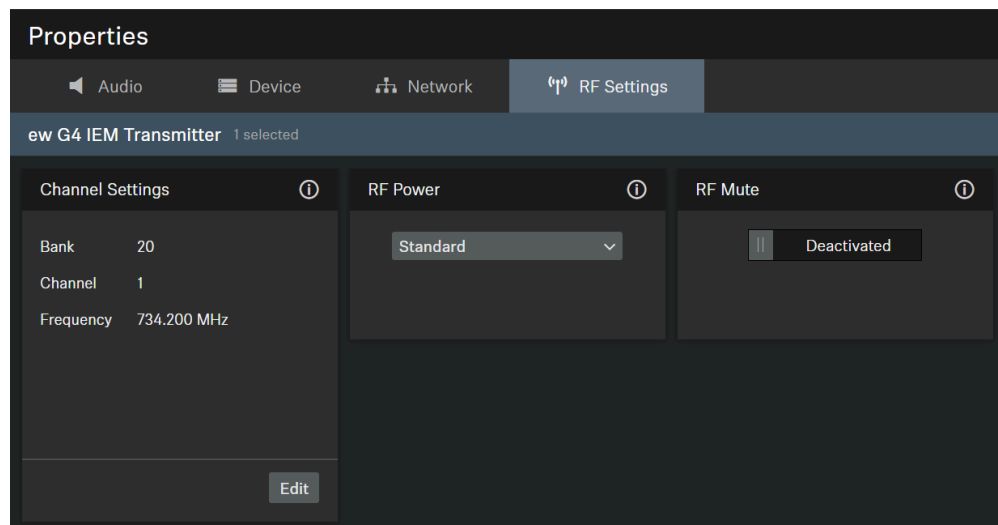 Properties
Audio Device Network RF Settings
ew G4 IEM Transmitter 1 selected
Channel Settings RF Power RF Mute
Bank 20 Standard Deactivated
Channel 1
Frequency 734.200 MHz
Edit